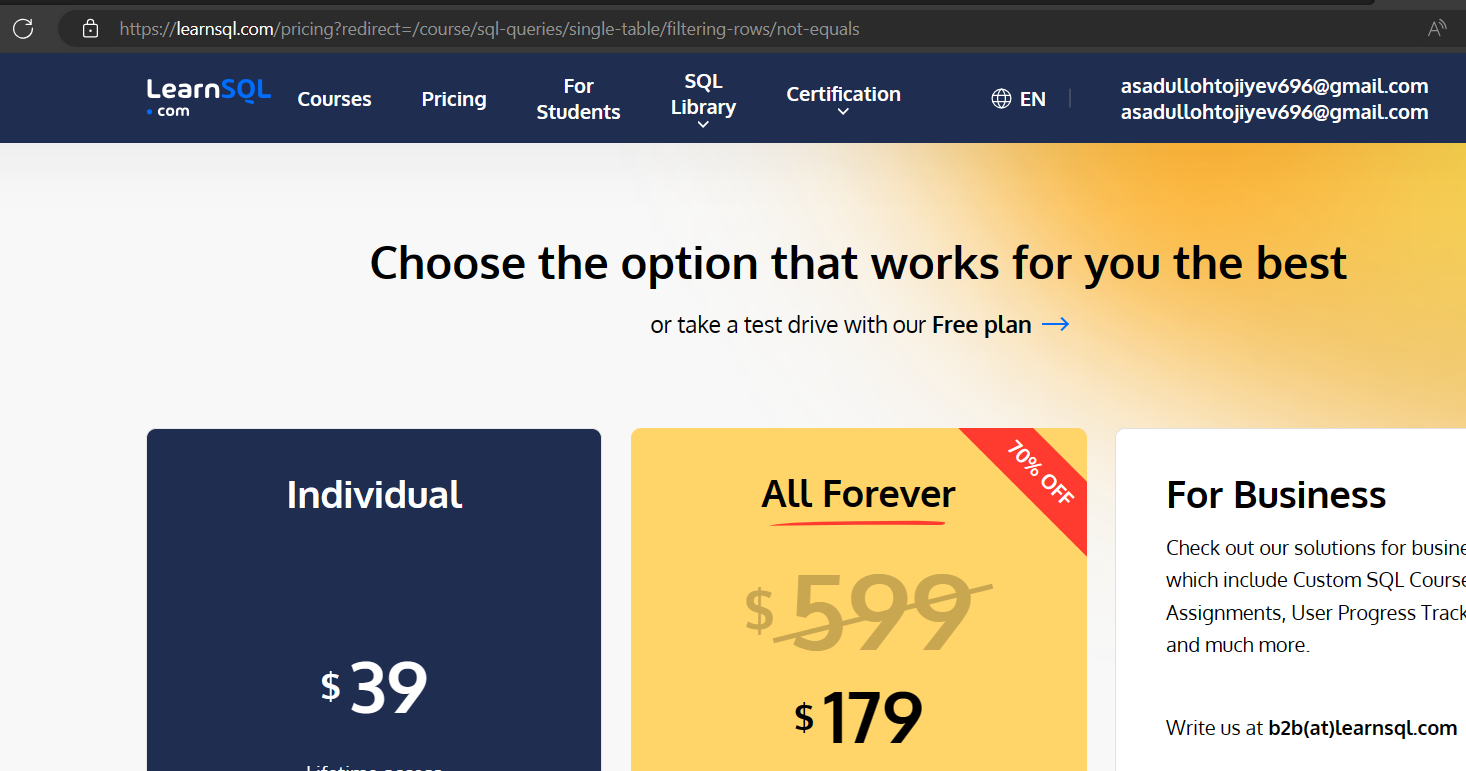 https://learnsql.com/pricing?redirect=/course/sql-queries/single-table/filtering-rows/not-equals
LearnSQL
.com
Courses
Pricing
For
Students
SQL
Library
Certification
EN
asadullohtojiyev696@gmail.com
asadullohtojiyev696@gmail.com
Choose the option that works for you the best
or take a test drive with our Free plan
Individual
$ 39
Lifetime access
All Forever
70% OFF
$ 599
$ 179
For Business
Check out our solutions for busine
which include Custom SQL Course
Assignments, User Progress Track
and much more.
Write us at b2b(at)learnsql.com